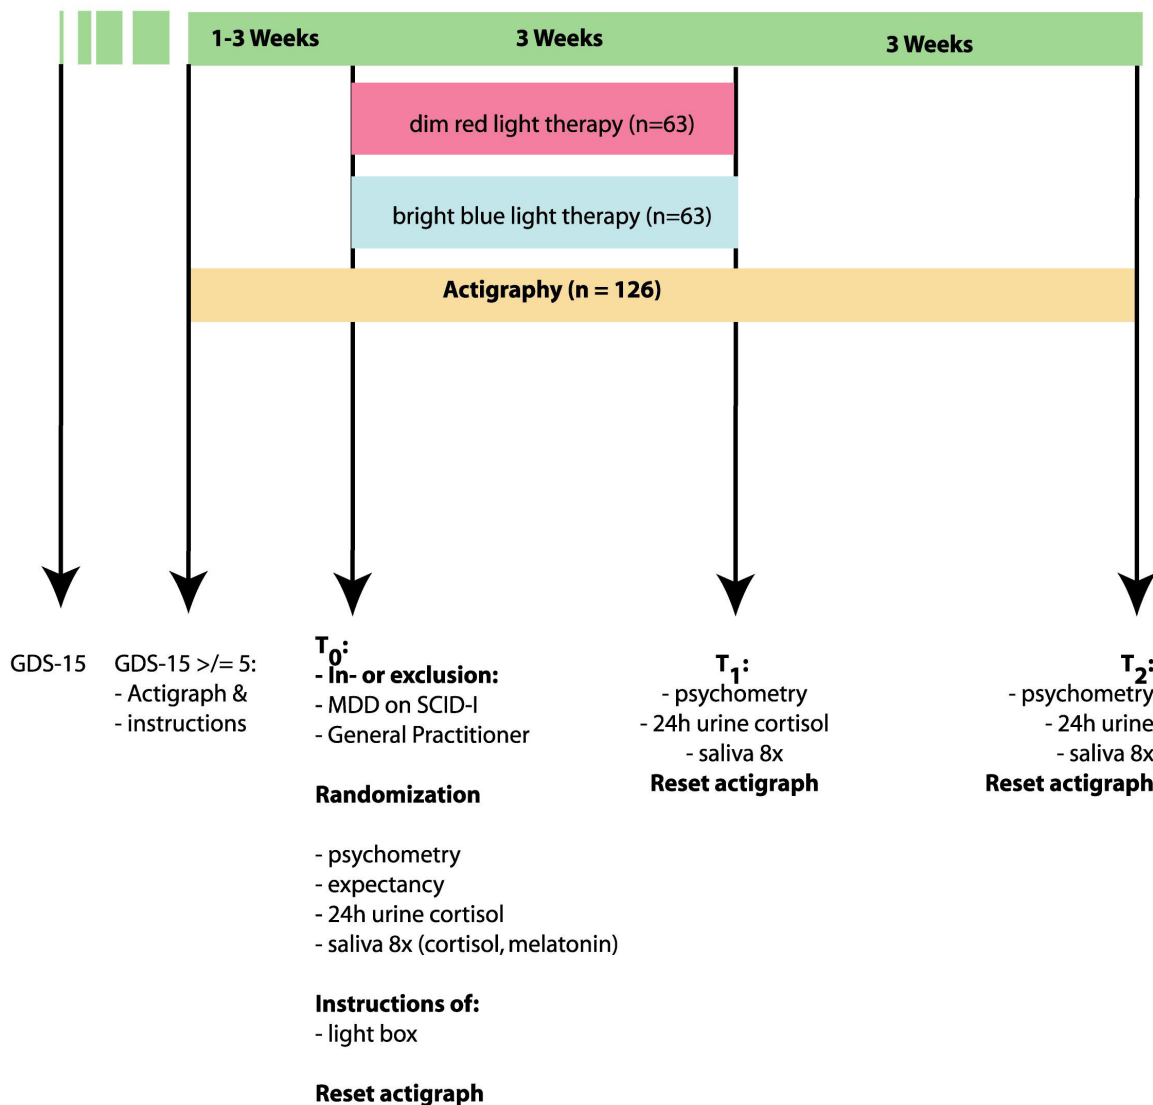 1-3 Weeks
3 Weeks
3 Weeks
dim red light therapy (n=63)
bright blue light therapy (n=63)
Actigraphy (n = 126)
GDS-15
GDS-15 >/= 5:
- Actigraph &
- instructions
T0:
- In- or exclusion:
- MDD on SCID-I
- General Practitioner
Randomization
- psychometry
- expectancy
- 24h urine cortisol
- saliva 8x (cortisol, melatonin)
Instructions of:
- light box
Reset actigraph
T1:
- psychometry
- 24h urine cortisol
- saliva 8x
Reset actigraph
T2:
- psychometry
- 24h urine
- saliva 8x
Reset actigraph